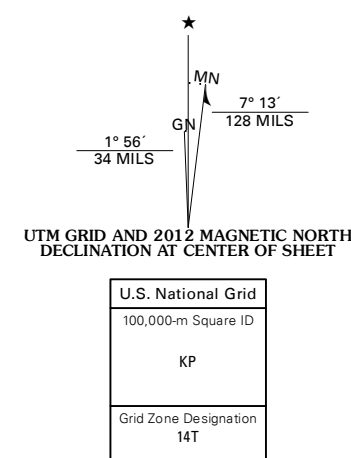 ★
MN
GN
7° 13´
128 MILS
1° 56´
34 MILS
UTM GRID AND 2012 MAGNETIC NORTH
DECLINATION AT CENTER OF SHEET
U.S. National Grid
100,000-m Square ID
KP
Grid Zone Designation
14T